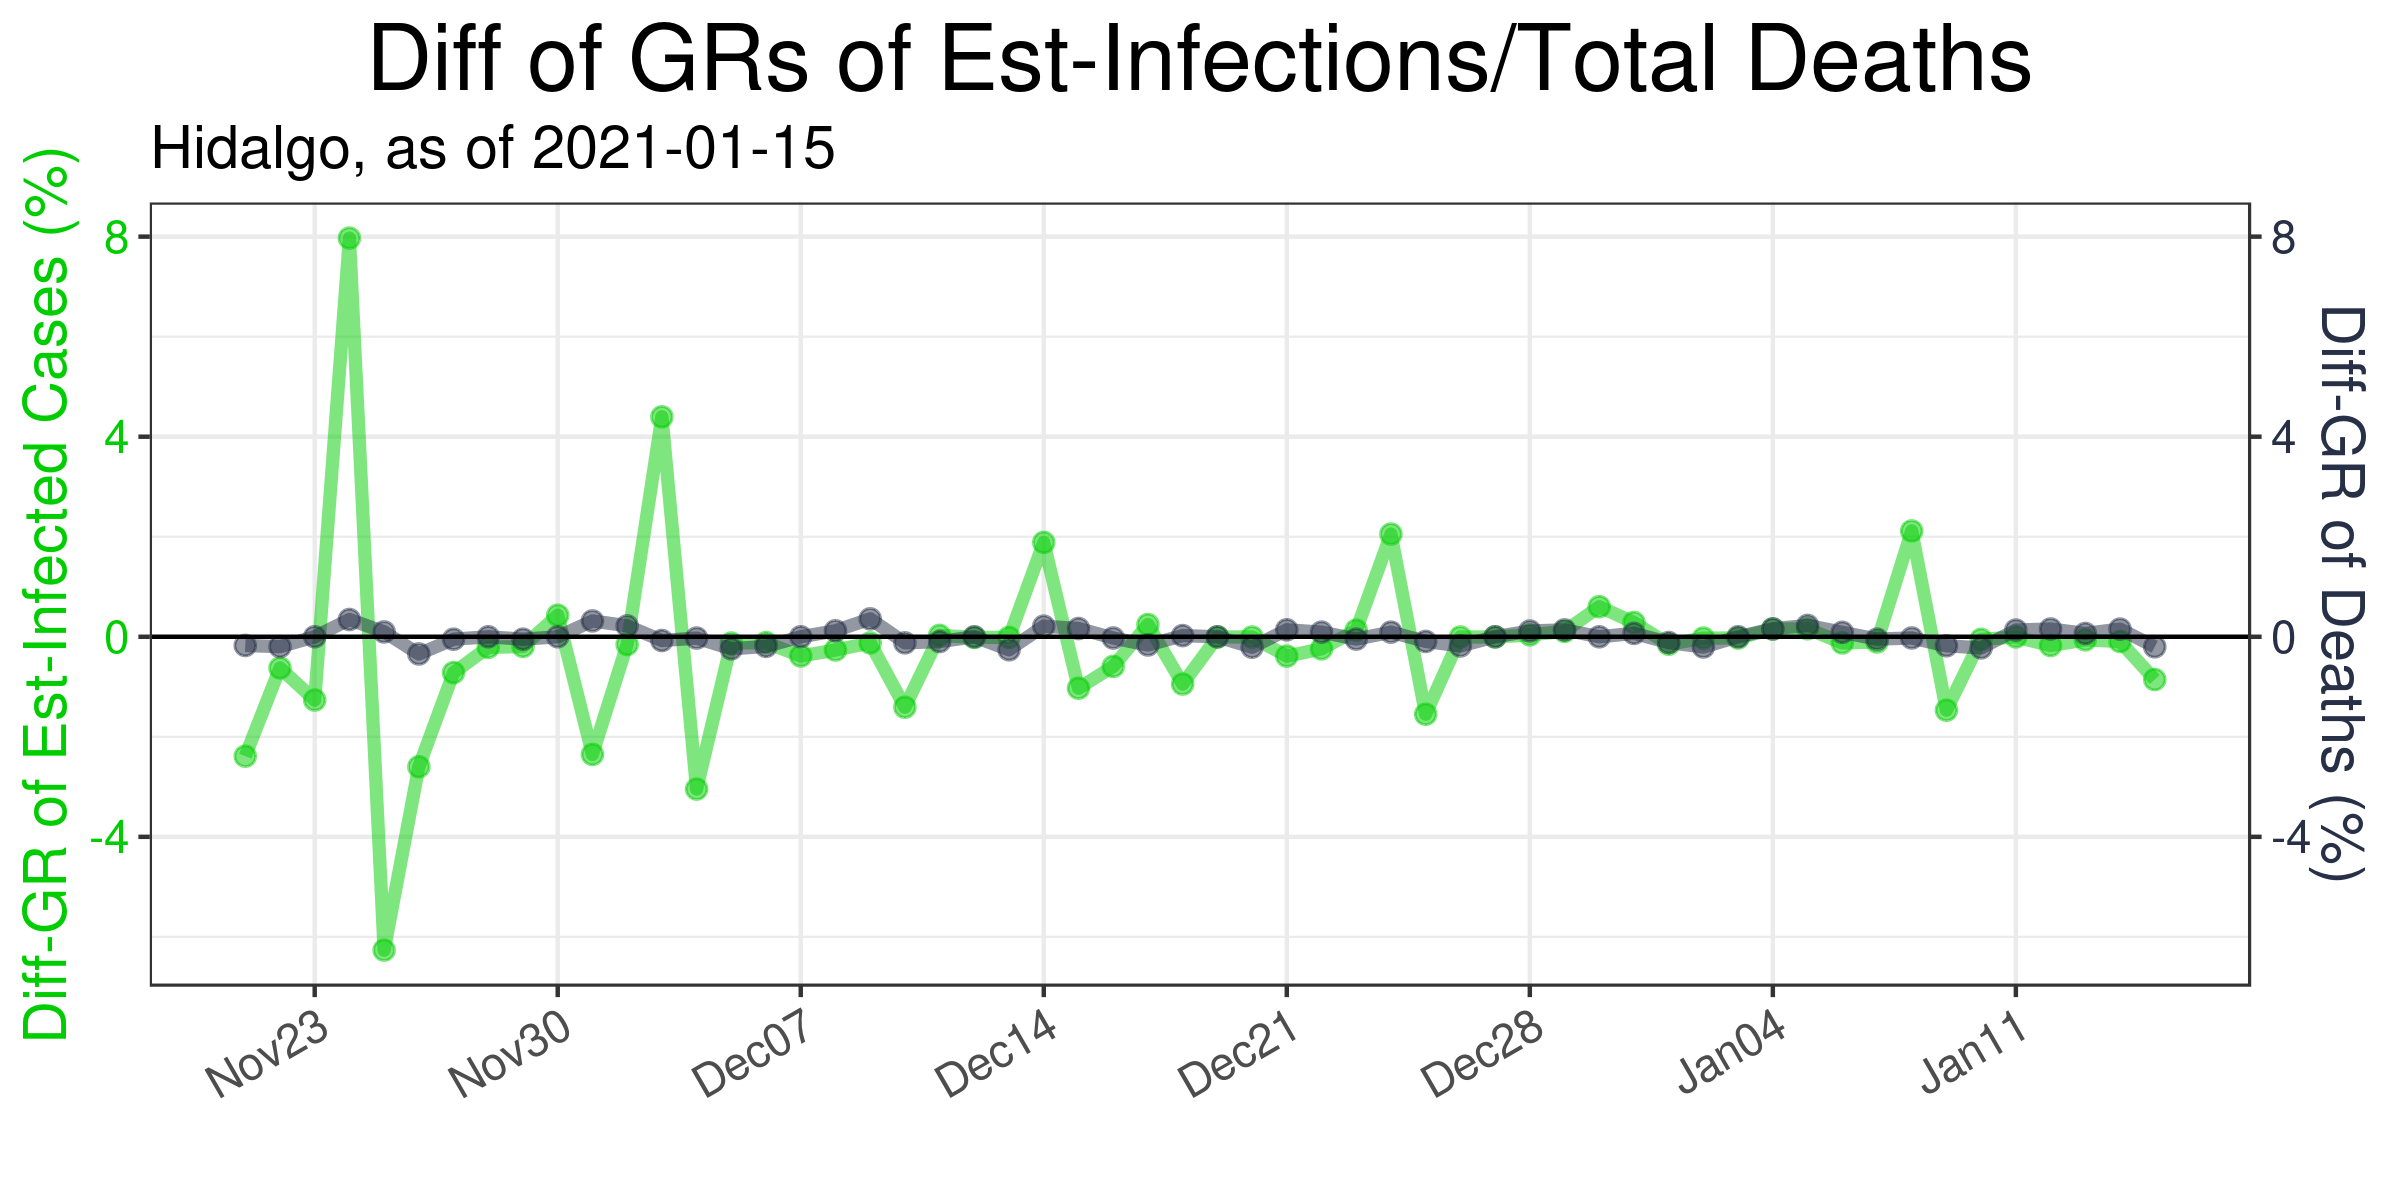 Diff of GRs of Est-Infections/Total Deaths
Hidalgo, as of 2021-01-15
Diff-GR of Est-Infected Cases (%)
8
4
0
-4
8
4
0
-4
Diff-GR of Deaths (%)
Nov23
Nov30
Dec07
Dec14
Dec21
Dec28
Jan04
Jan11